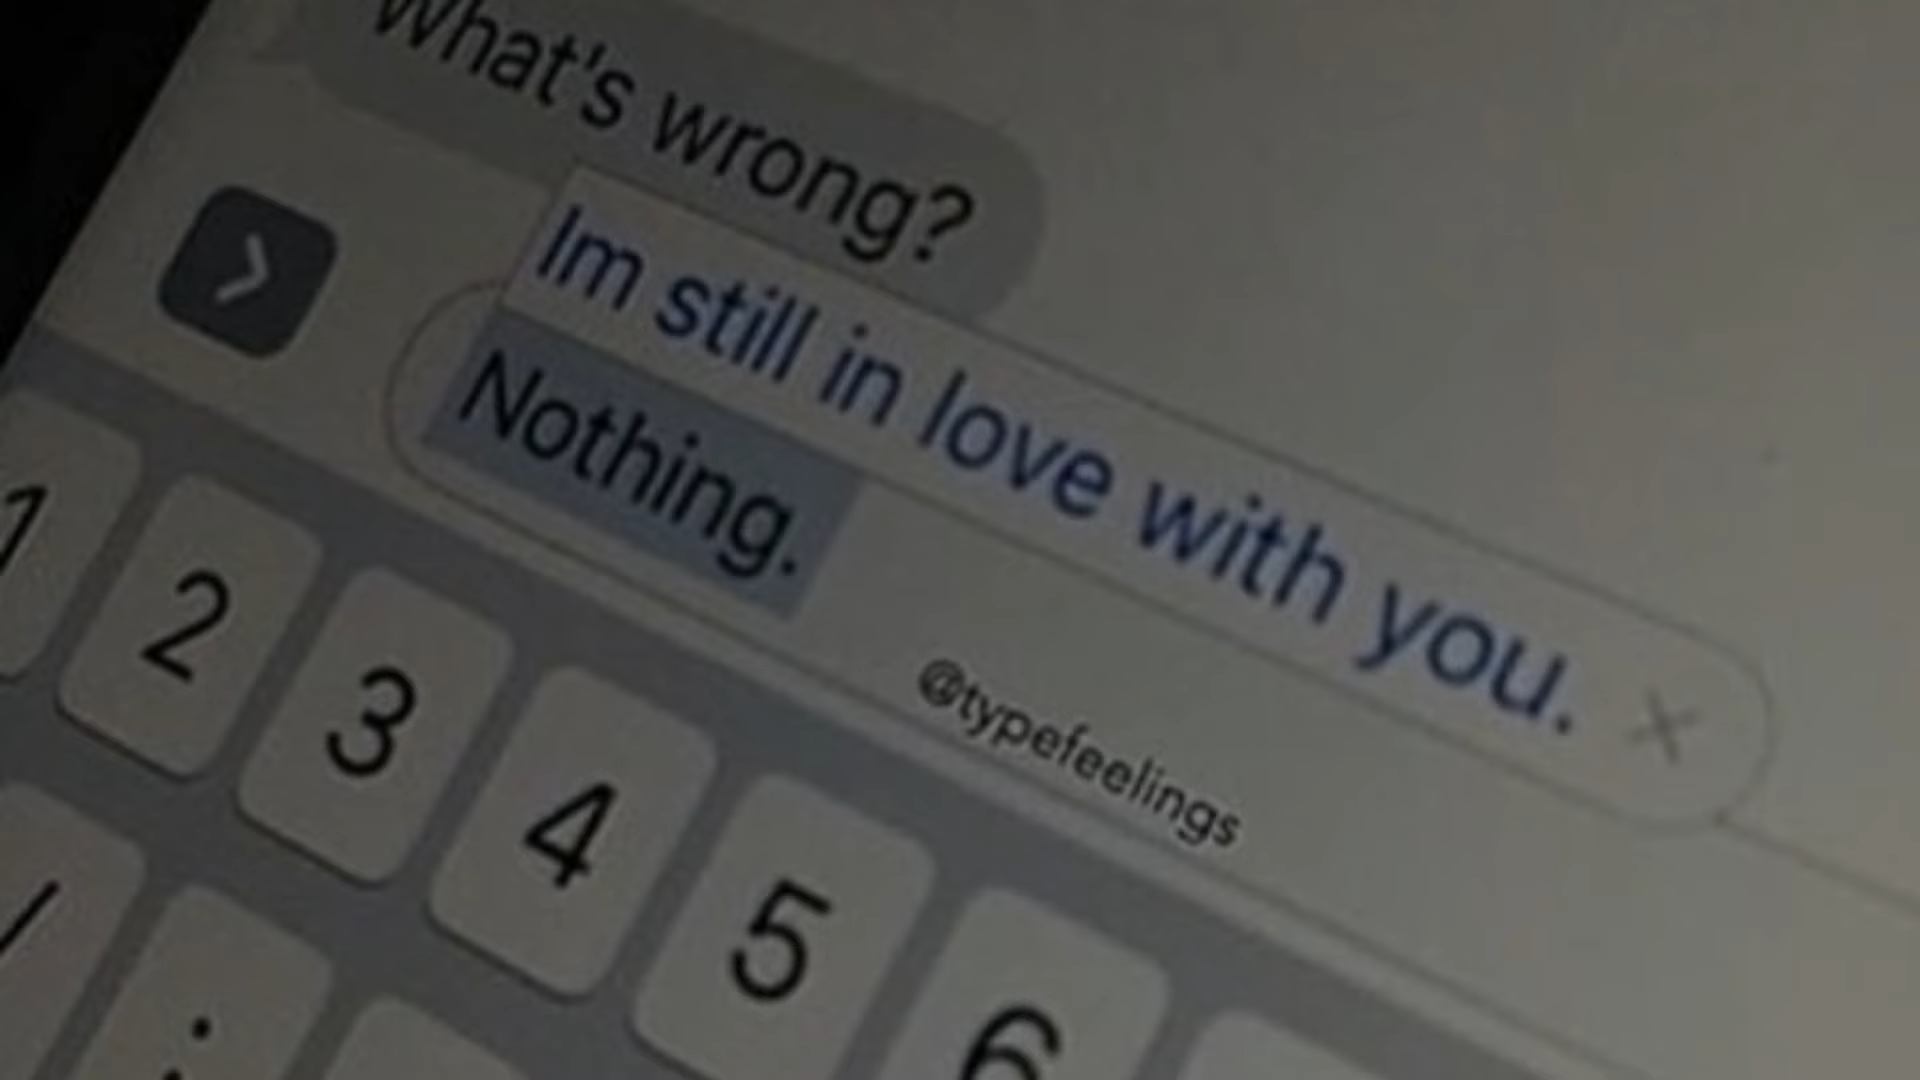 What's wrong?
Im still in love with you.
Nothing.
@typefeelings
1 2 3 4 5 6
/ :